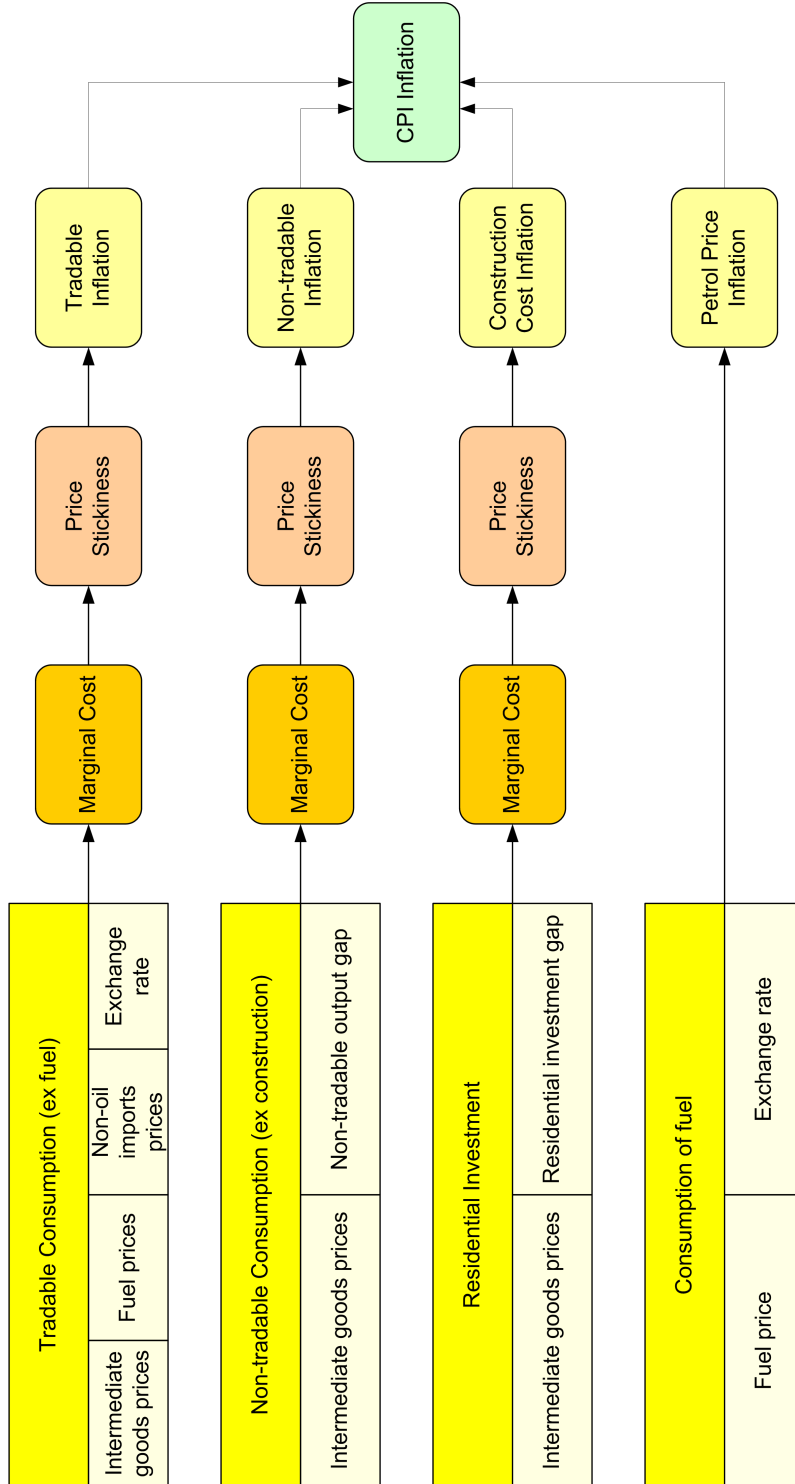 Tradable Consumption (ex fuel)
Intermediate
goods prices
Fuel prices
Non-oil
imports
prices
Exchange
rate
Marginal Cost
Price
Stickiness
Tradable
Inflation
Non-tradable Consumption (ex construction)
Intermediate goods prices
Non-tradable output gap
Marginal Cost
Price
Stickiness
Non-tradable
Inflation
Residential Investment
Intermediate goods prices
Residential investment gap
Marginal Cost
Price
Stickiness
Construction
Cost Inflation
Consumption of fuel
Fuel price
Exchange rate
Petrol Price
Inflation
CPI Inflation